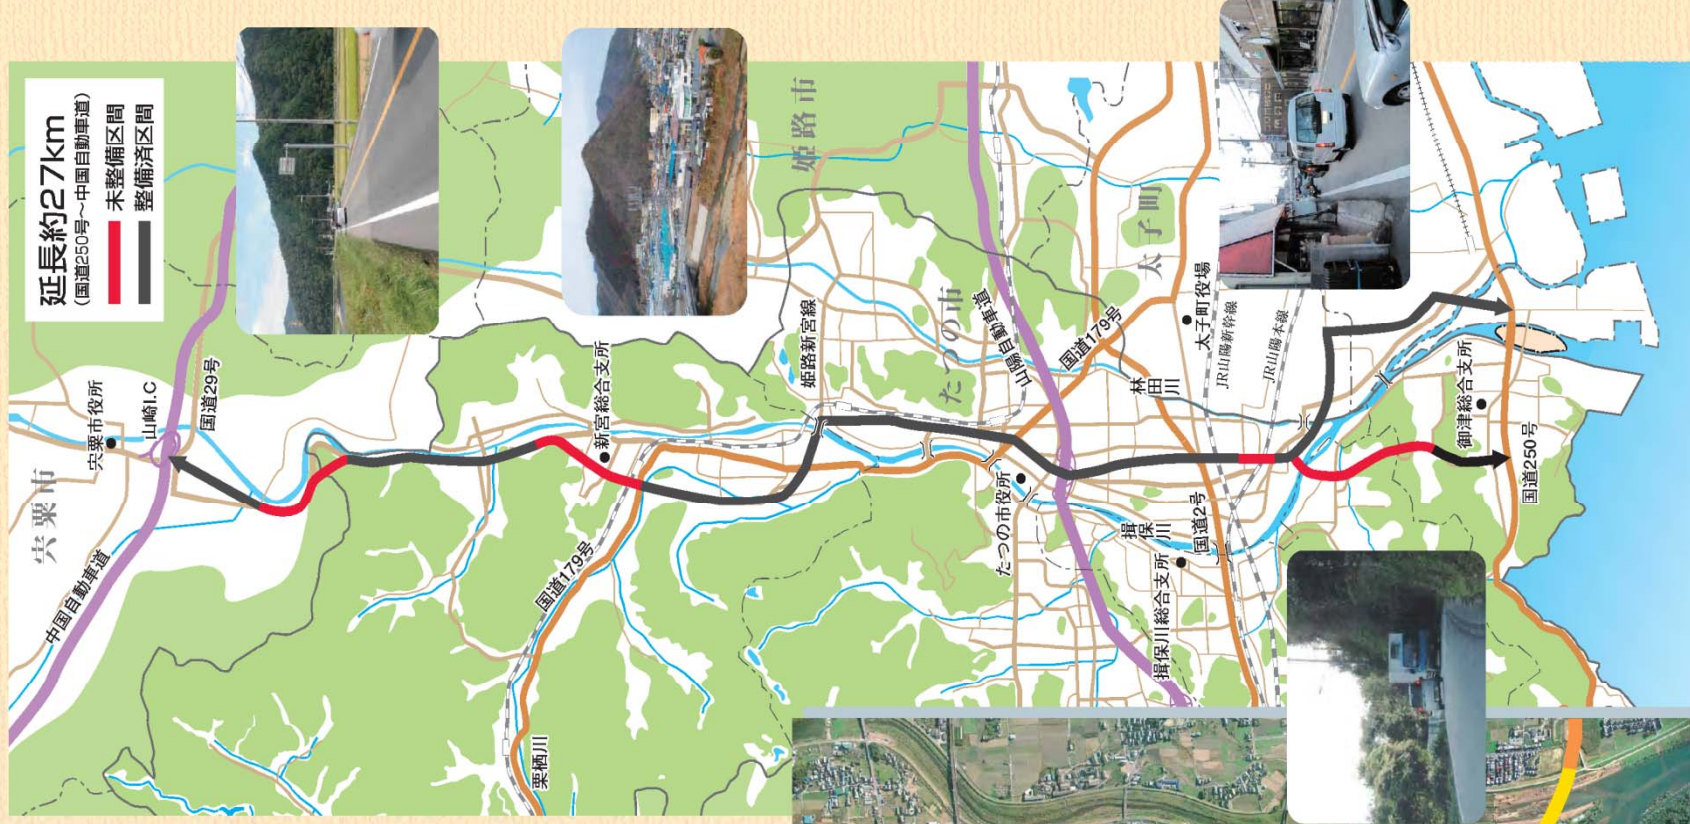 延長約27km
(国道250号～中国自動車道)
未整備区間
整備済区間
宍粟市
宍粟市役所
山崎I.C
国道29号
中国自動車道
姫路市
新宮総合支所
姫路新宮線
国道179号
栗栖川
たつの市
山陽自動車道
国道179号
太子町
太子町役場
たつの市役所
林田川
JR山陽新幹線
JR山陽本線
揖保川
国道2号
揖保川総合支所
御津総合支所
国道250号